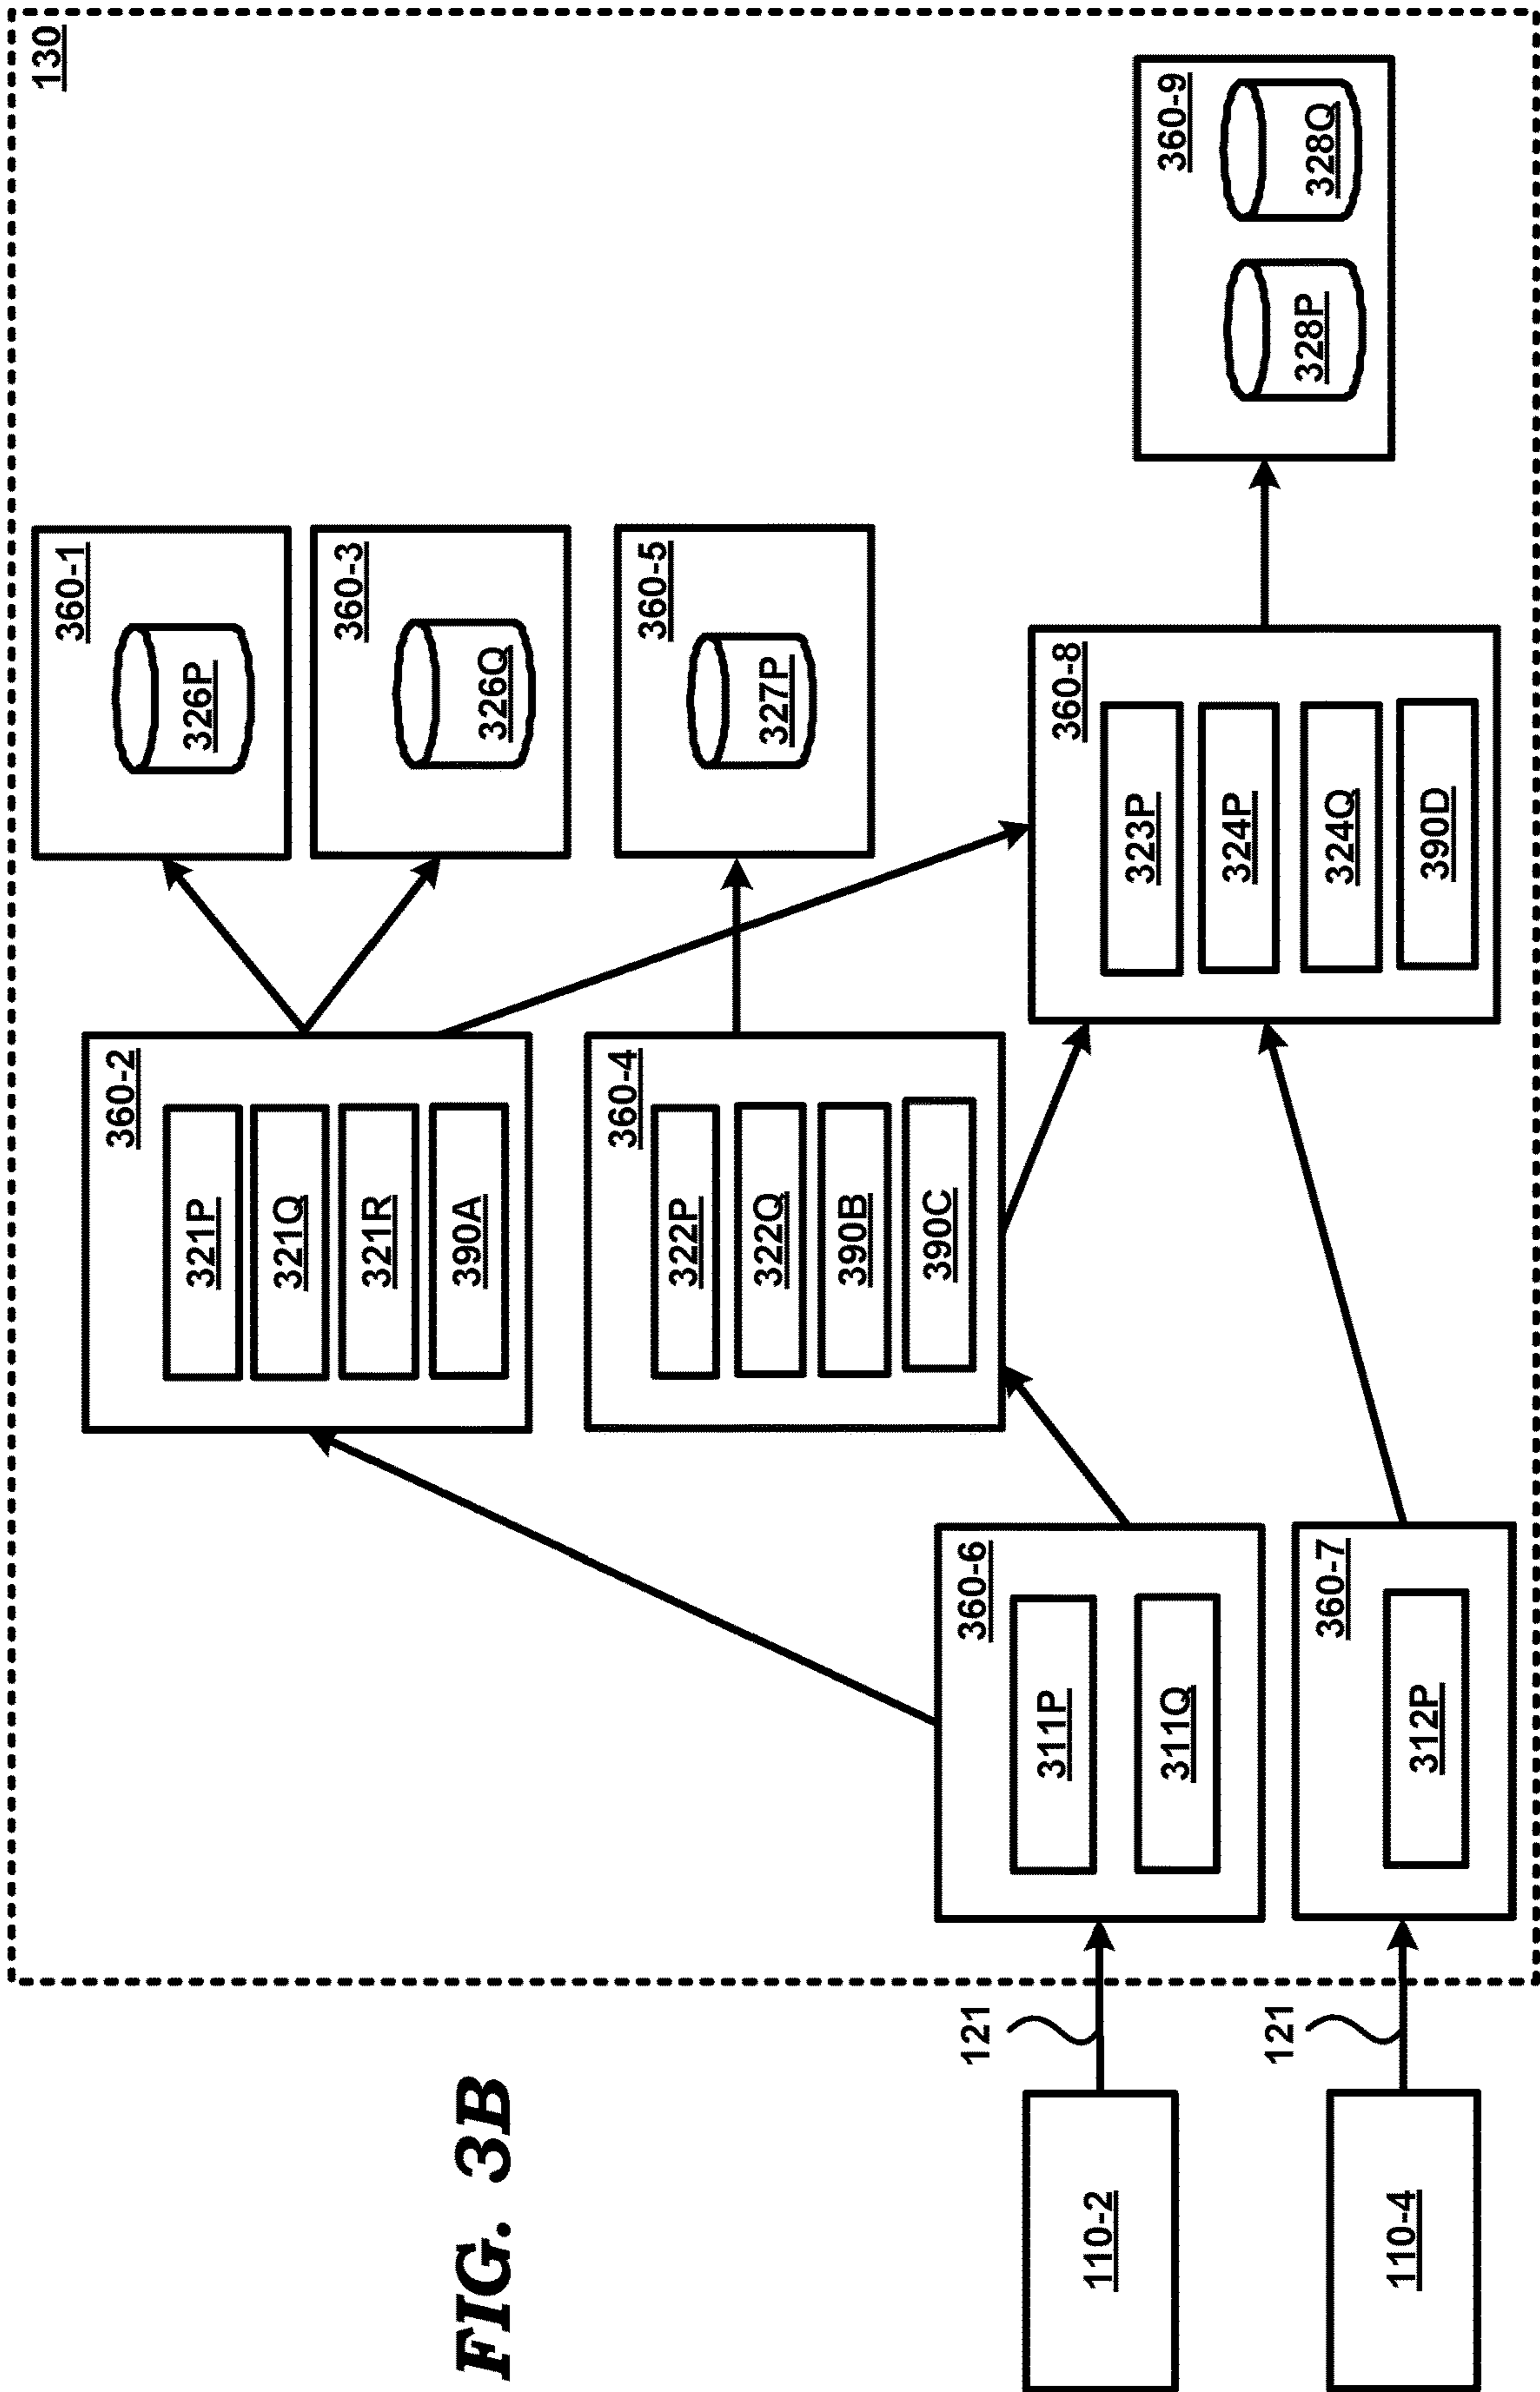 130
360-1
326P
360-2
321P
321Q
321R
390A
360-3
326Q
360-4
322P
322Q
390B
390C
360-5
327P
360-6
311P
311Q
360-7
312P
360-8
323P
324P
324Q
390D
360-9
328P
328Q
121
121
110-2
110-4
FIG. 3B